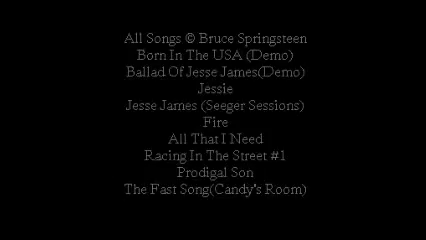 All Songs © Bruce Springsteen
Born In The USA (Demo)
Ballad Of Jesse James(Demo)
Jessie
Jesse James (Seeger Sessions)
Fire
All That I Need
Racing In The Street #1
Prodigal Son
The Fast Song(Candy's Room)